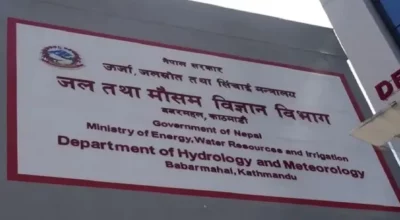 नेपाल सरकार
ऊर्जा, जलस्रोत तथा सिंचाई मन्त्रालय
जल तथा मौसम विज्ञान विभाग
बबरमहल, काठमाडौं
Government of Nepal
Ministry of Energy,Water Resources and Irrigation
Department of Hydrology and Meteorology
Babarmahal, Kathmandu
DE